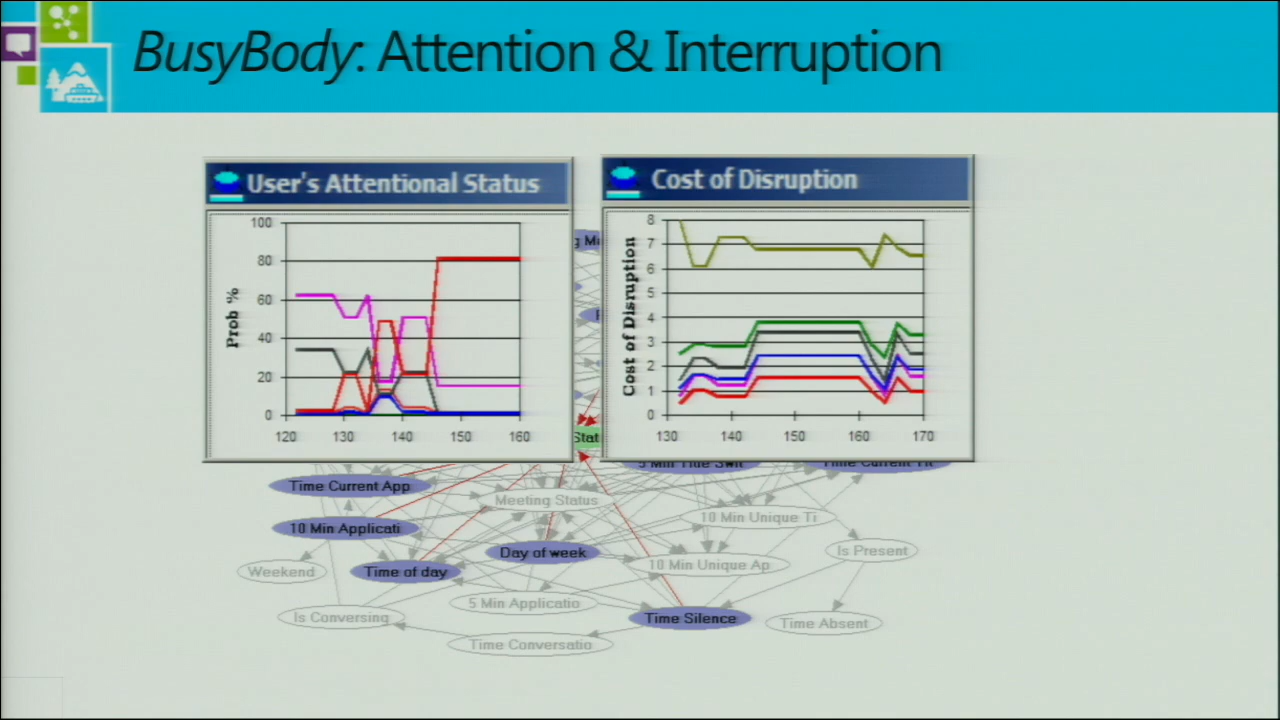 BusyBody: Attention & Interruption
User's Attentional Status
Cost of Disruption
Prob %
100
80
60
40
20
0
120 130 140 150 160
Cost of Disruption
8
7
6
5
4
3
2
1
0
130 140 150 160 170
Time Current App
Meeting Status
10 Min Applicati
10 Min Unique Ti
Day of week
Is Present
Weekend
Time of day
10 Min Unique Ap
5 Min Applicatio
Is Conversing
Time Silence
Time Absent
Time Conversatio